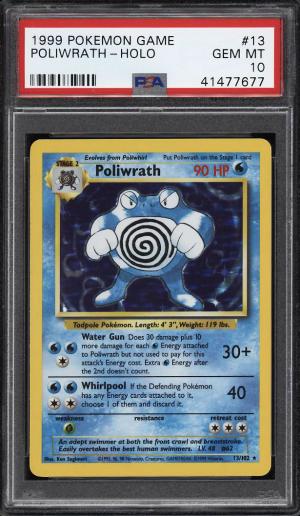 1999 POKEMON GAME #13
POLIWRATH - HOLO GEM MT
10
PSA
41477677
STAGE 2
Evolves from Poliwhirl Put Poliwrath on the Stage 1 card
Poliwrath 90 HP
Tadpole Pokémon. Length: 4' 3", Weight: 119 lbs.
Water Gun Does 30 damage plus 10
more damage for each Energy attached
to Poliwrath but not used to pay for this
attack's Energy cost. Extra Energy after
the 2nd doesn't count.
30+
Whirlpool If the Defending Pokémon
has any Energy cards attached to it,
choose 1 of them and discard it.
40
weakness resistance retreat cost
An adept swimmer at both the front crawl and breaststroke.
Easily overtakes the best human swimmers. LV. 48 #62
Illus. Ken Sugimori
13/102